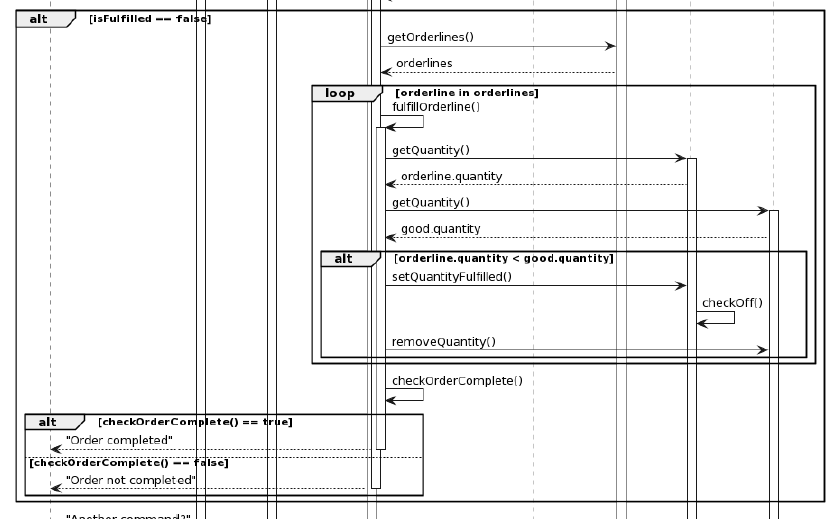 alt [isFulfilled == false]
getOrderlines()
orderlines
loop [orderline in orderlines]
fulfillOrderline()
getQuantity()
orderline.quantity
getQuantity()
good.quantity
alt [orderline.quantity < good.quantity]
setQuantityFulfilled()
checkOff()
removeQuantity()
checkOrderComplete()
alt [checkOrderComplete() == true]
"Order completed"
[checkOrderComplete() == false]
"Order not completed"
"Another command?"